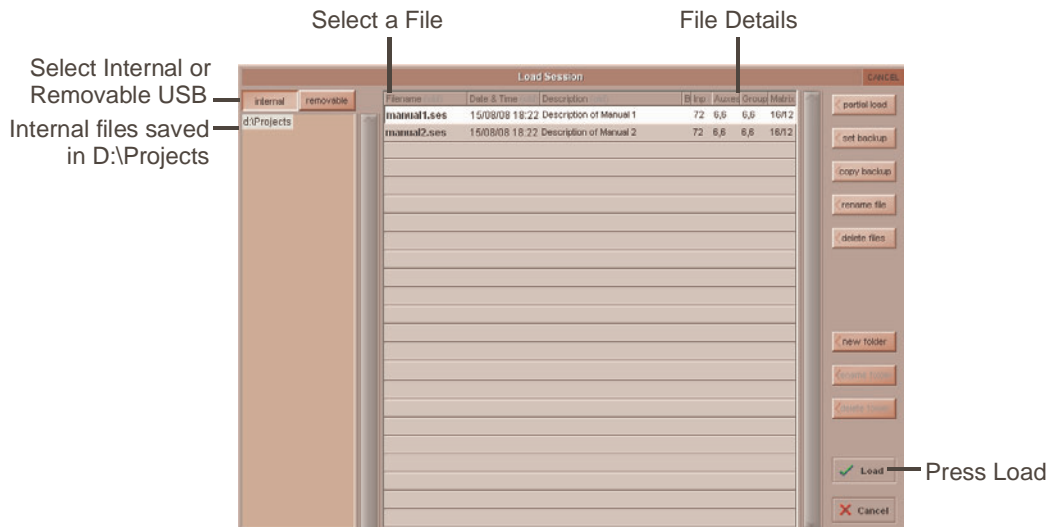 Select a File
File Details
Select Internal or
Removable USB
Internal files saved
in D:\Projects
Press Load
Load Session
CANCEL
internal
removable
d:\Projects
Filename
Date & Time
Description
B
Inp
Auxes
Group
Matrix
manual1.ses 15/08/08 18:22 Description of Manual 1 72 6,6 6,6 16/12
manual2.ses 15/08/08 18:22 Description of Manual 2 72 6,6 6,6 16/12
partial load
set backup
copy backup
rename file
delete files
new folder
rename folder
delete folder
Load
Cancel